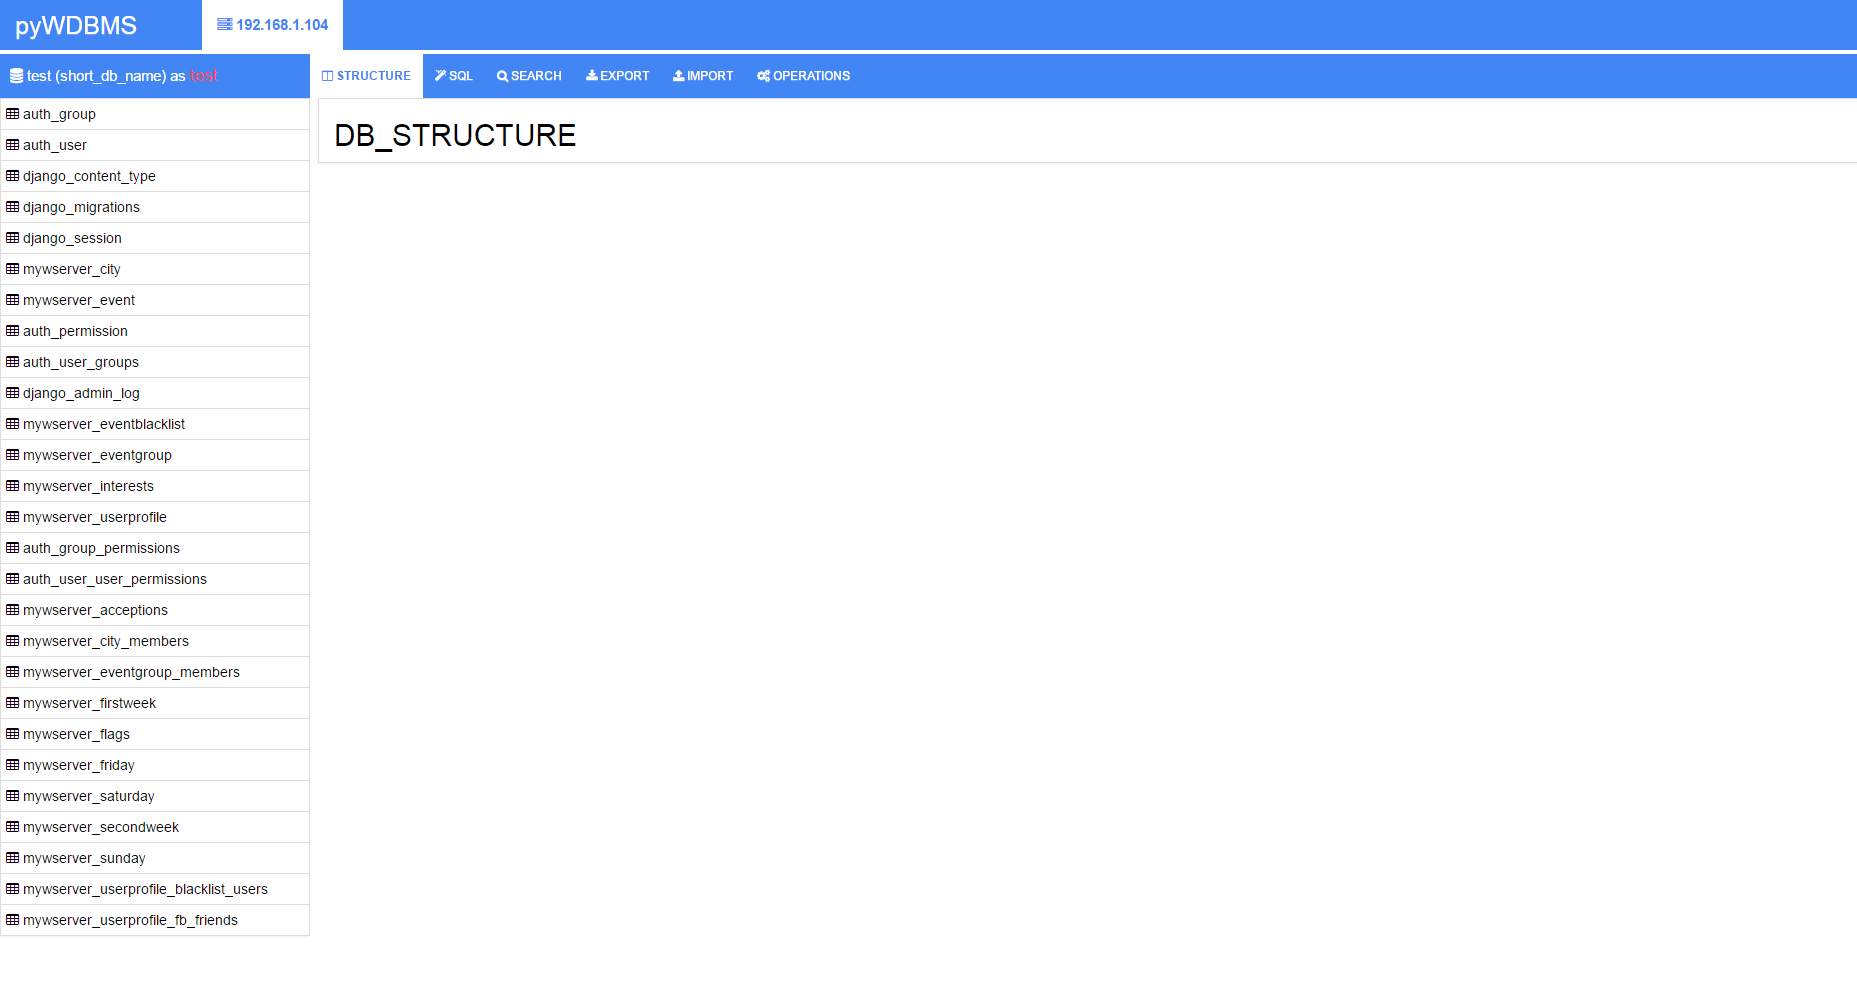 pyWDBMS
192.168.1.104
test (short_db_name) as test
STRUCTURE SQL SEARCH EXPORT IMPORT OPERATIONS
DB_STRUCTURE
auth_group
auth_user
django_content_type
django_migrations
django_session
mywserver_city
mywserver_event
auth_permission
auth_user_groups
django_admin_log
mywserver_eventblacklist
mywserver_eventgroup
mywserver_interests
mywserver_userprofile
auth_group_permissions
auth_user_user_permissions
mywserver_acceptions
mywserver_city_members
mywserver_eventgroup_members
mywserver_firstweek
mywserver_flags
mywserver_friday
mywserver_saturday
mywserver_secondweek
mywserver_sunday
mywserver_userprofile_blacklist_users
mywserver_userprofile_fb_friends